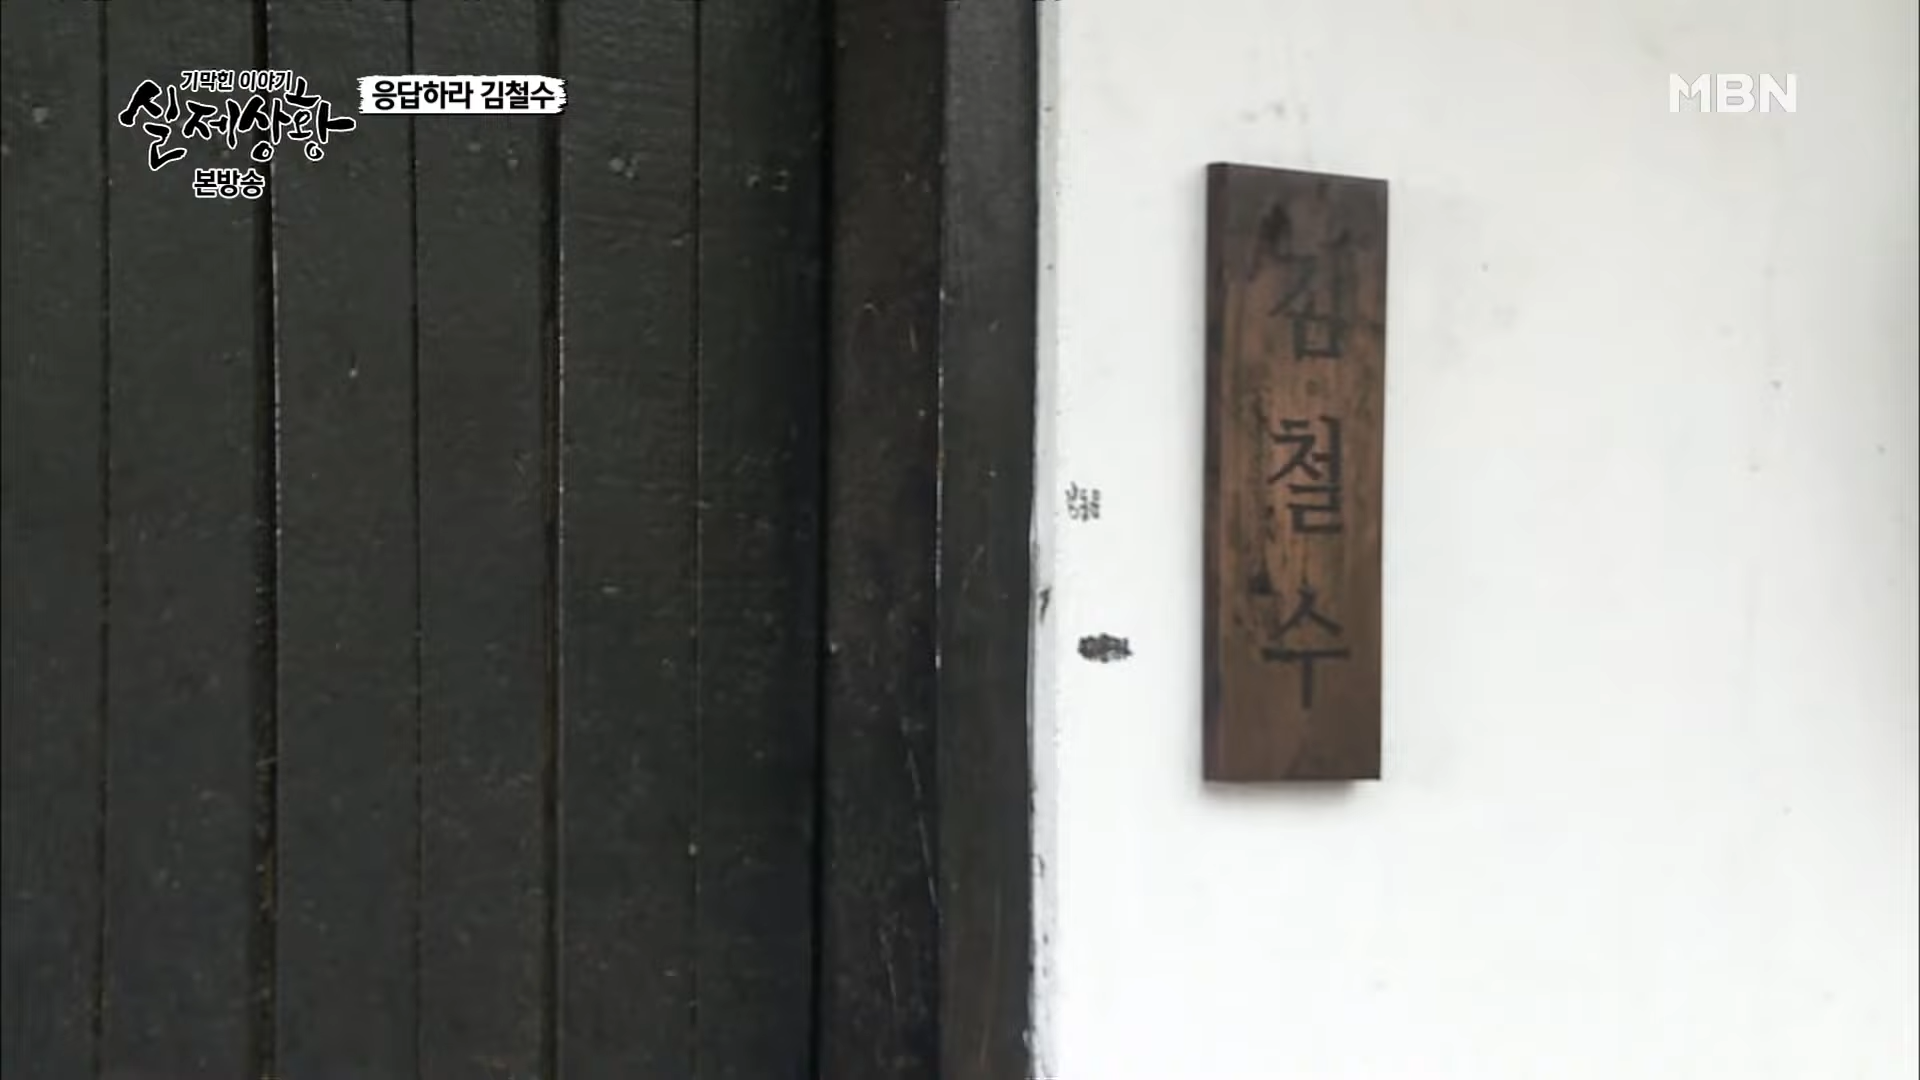 기막힌 이야기
실제상황
본방송
응답하라 김철수
MBN
김
철
수